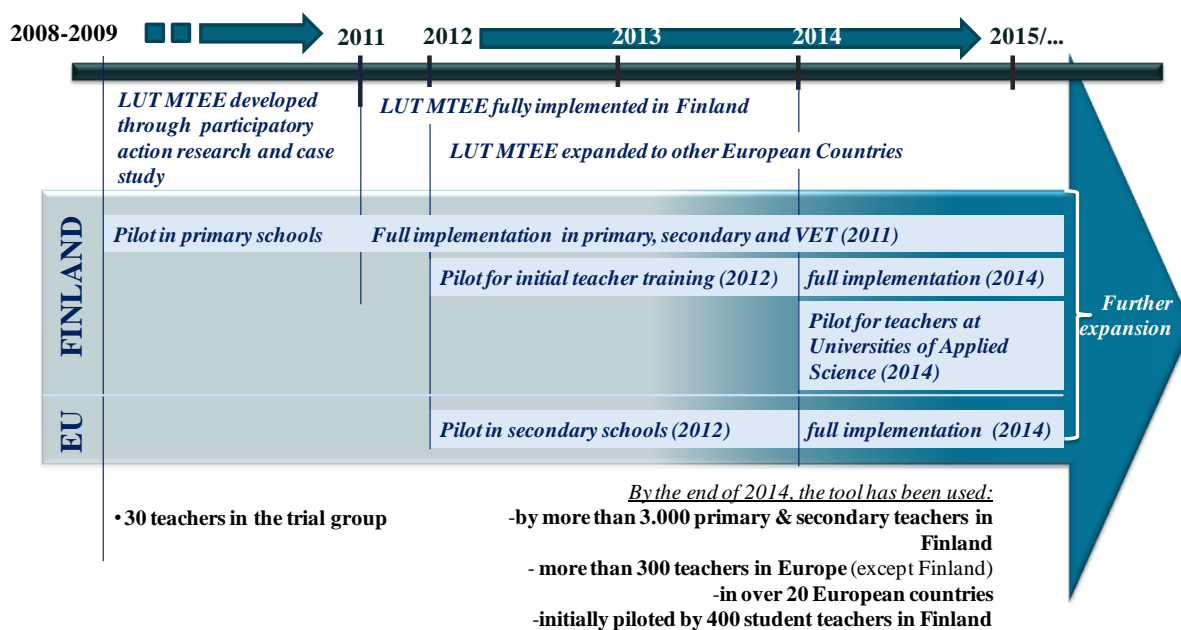 2008-2009
2011
2012
2013
2014
2015/...
LUT MTEE developed
through participatory
action research and case
study
LUT MTEE fully implemented in Finland
LUT MTEE expanded to other European Countries
FINLAND
Pilot in primary schools
Full implementation in primary, secondary and VET (2011)
Pilot for initial teacher training (2012)
full implementation (2014)
Pilot for teachers at
Universities of Applied
Science (2014)
Further
expansion
EU
Pilot in secondary schools (2012)
full implementation (2014)
• 30 teachers in the trial group
By the end of 2014, the tool has been used:
-by more than 3.000 primary & secondary teachers in
Finland
- more than 300 teachers in Europe (except Finland)
-in over 20 European countries
-initially piloted by 400 student teachers in Finland